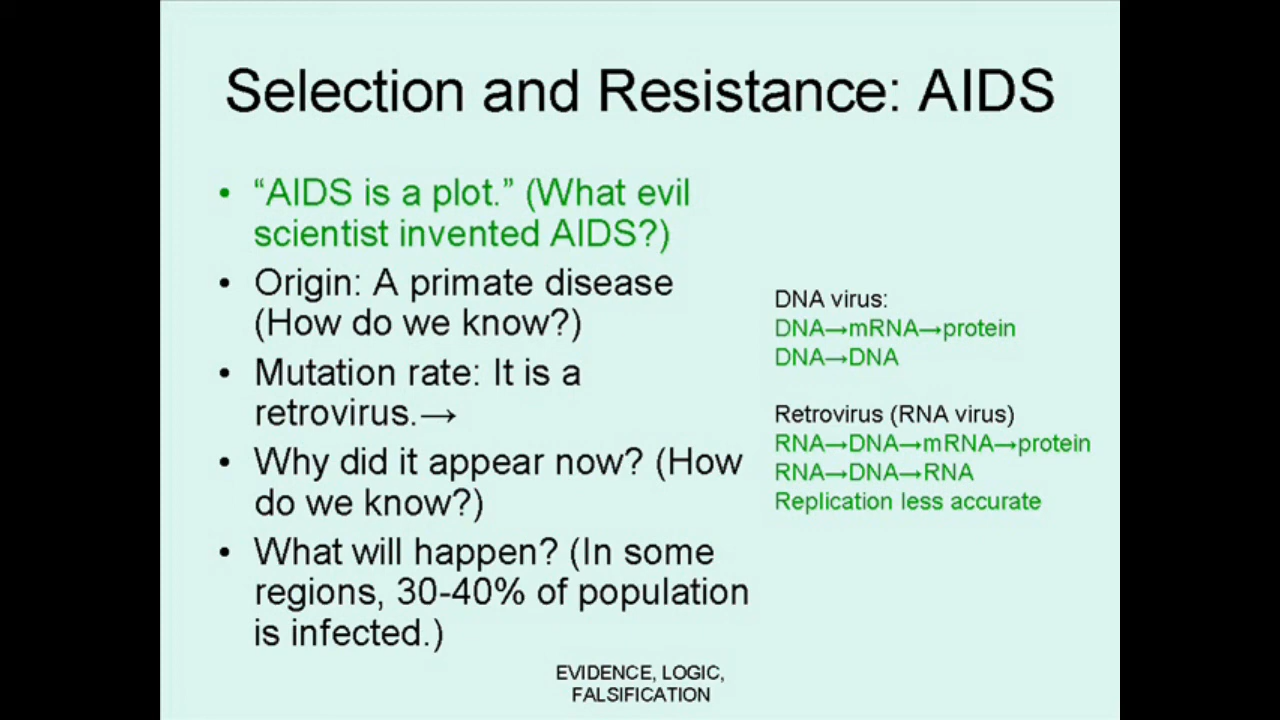 Selection and Resistance: AIDS
• “AIDS is a plot.” (What evil
scientist invented AIDS?)
• Origin: A primate disease
(How do we know?)
• Mutation rate: It is a
retrovirus.→
• Why did it appear now? (How
do we know?)
• What will happen? (In some
regions, 30-40% of population
is infected.)
DNA virus:
DNA→mRNA→protein
DNA→DNA
Retrovirus (RNA virus)
RNA→DNA→mRNA→protein
RNA→DNA→RNA
Replication less accurate
EVIDENCE, LOGIC,
FALSIFICATION